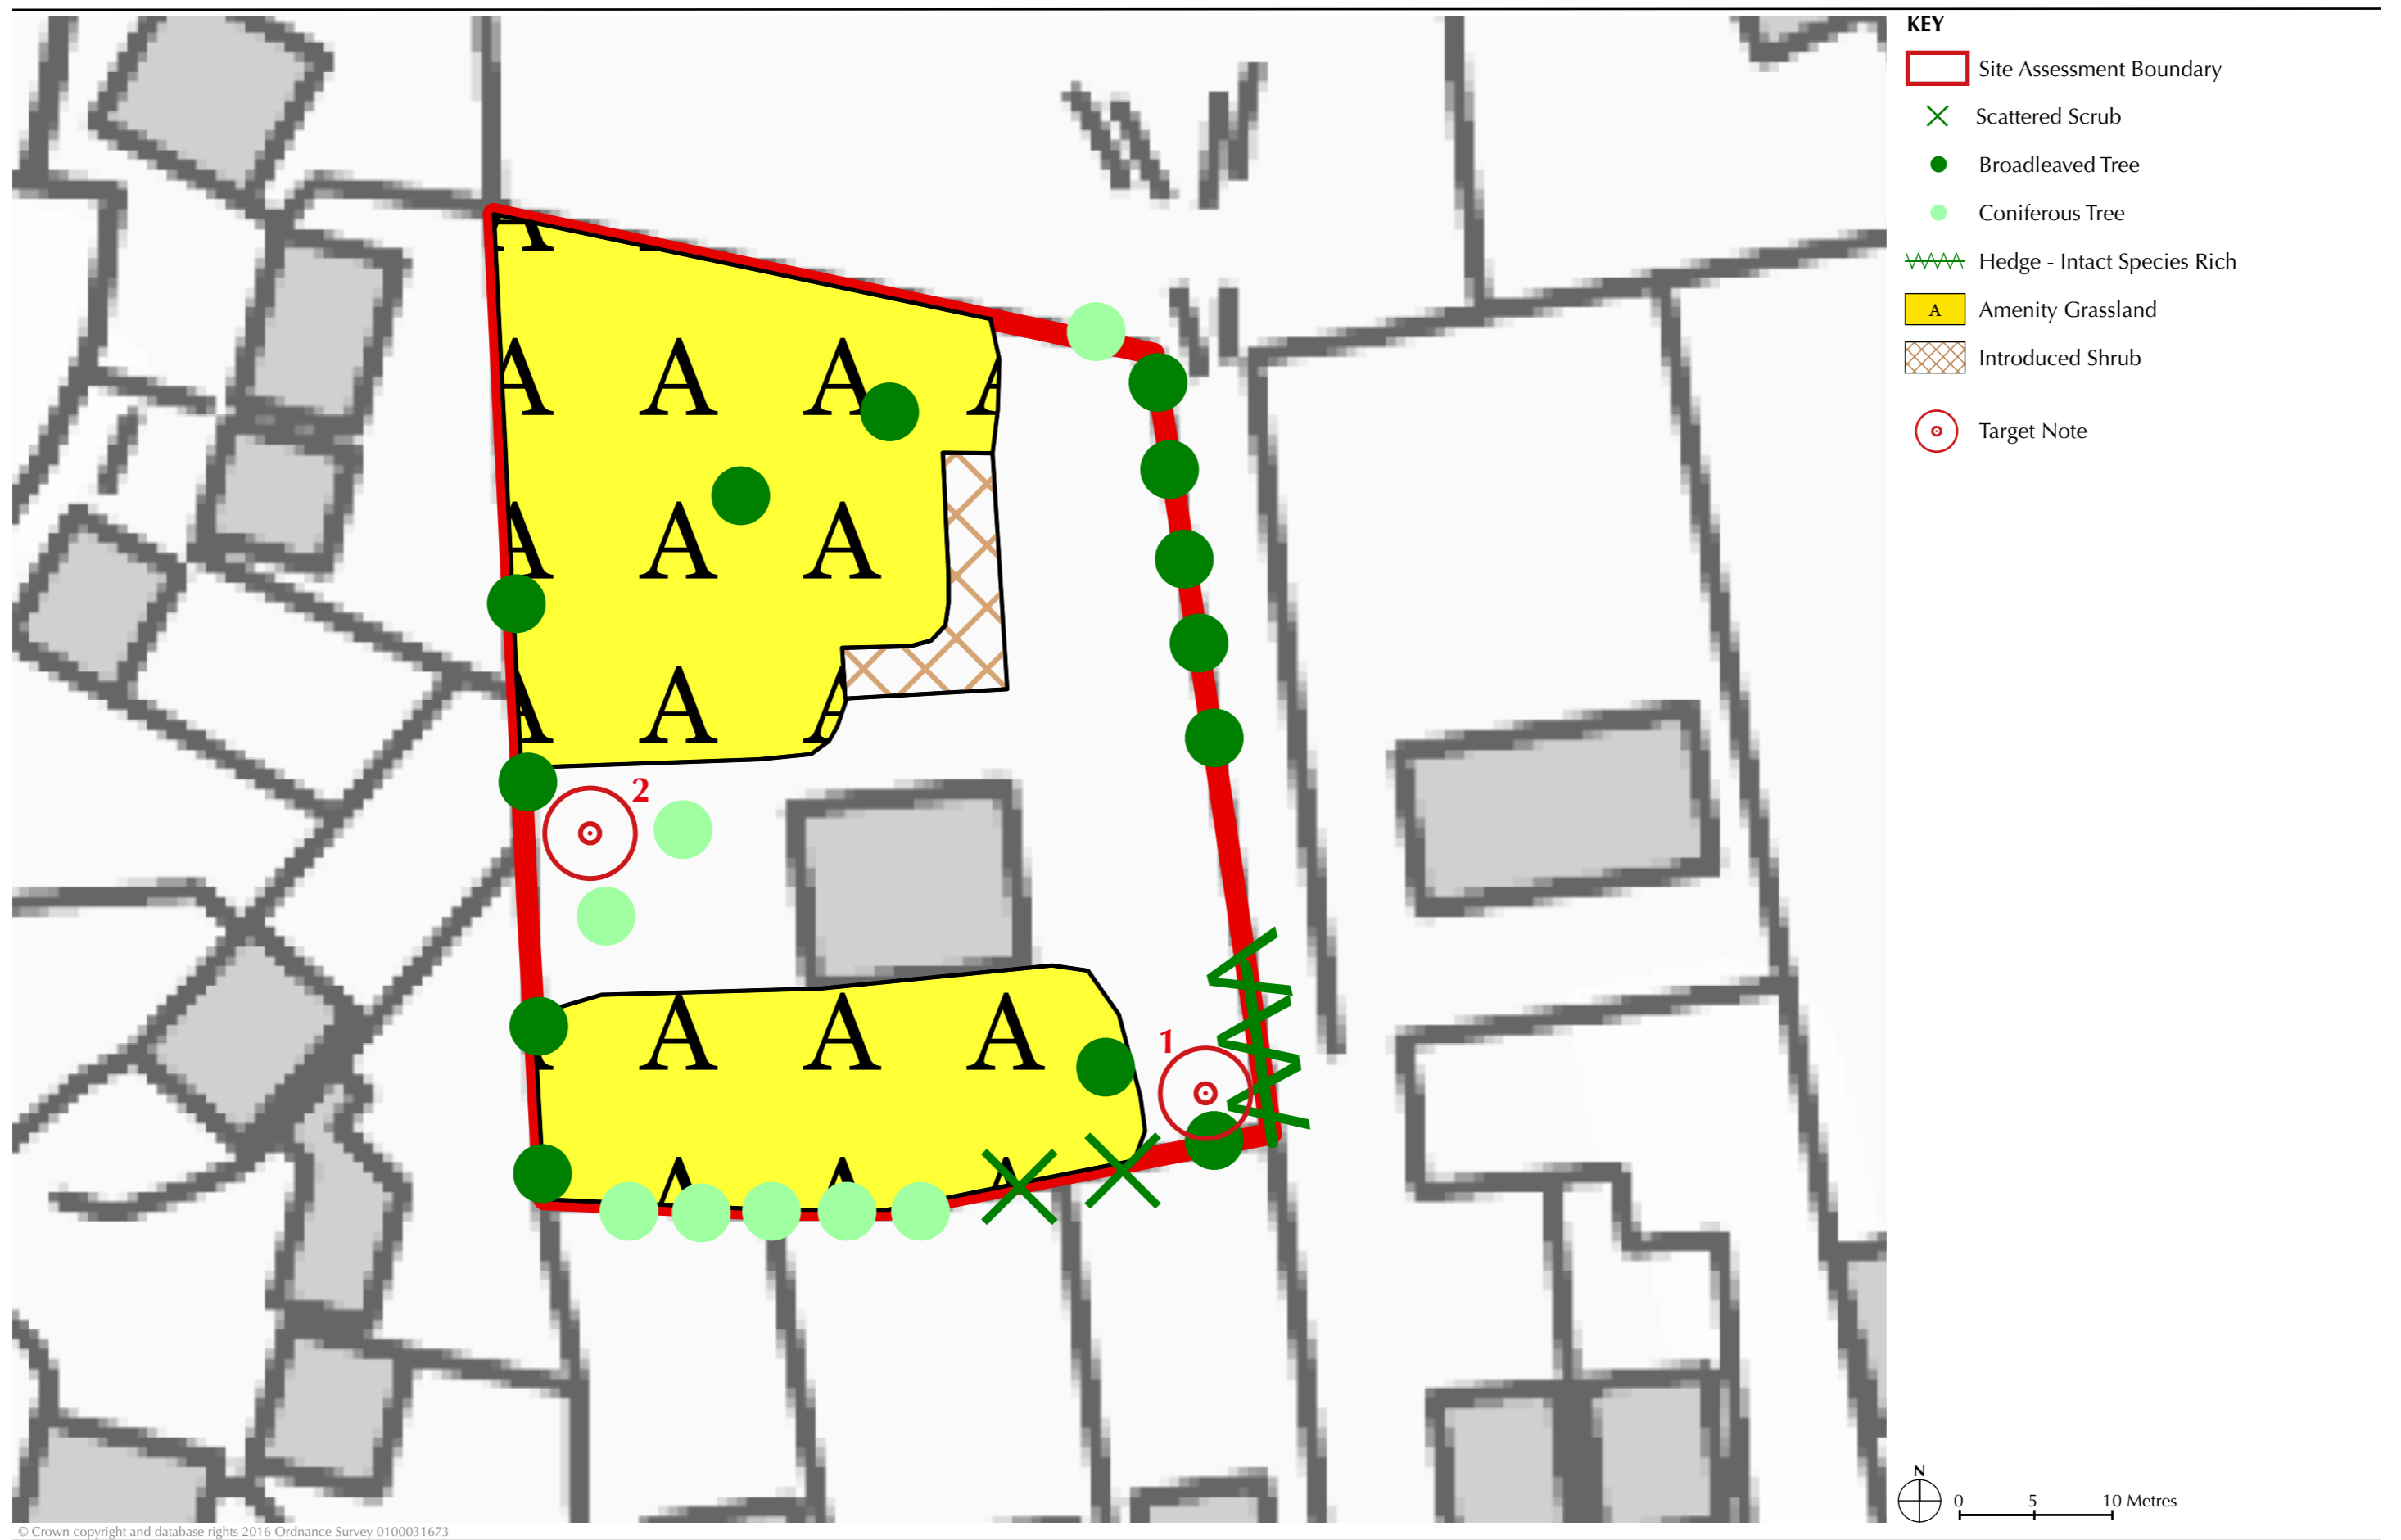 KEY
Site Assessment Boundary
Scattered Scrub
Broadleaved Tree
Coniferous Tree
Hedge - Intact Species Rich
A Amenity Grassland
Introduced Shrub
Target Note
A A
A A A A
A A A
A A A
2
A A A A
1
A A A
N
0 5 10 Metres
© Crown copyright and database rights 2016 Ordnance Survey 0100031673